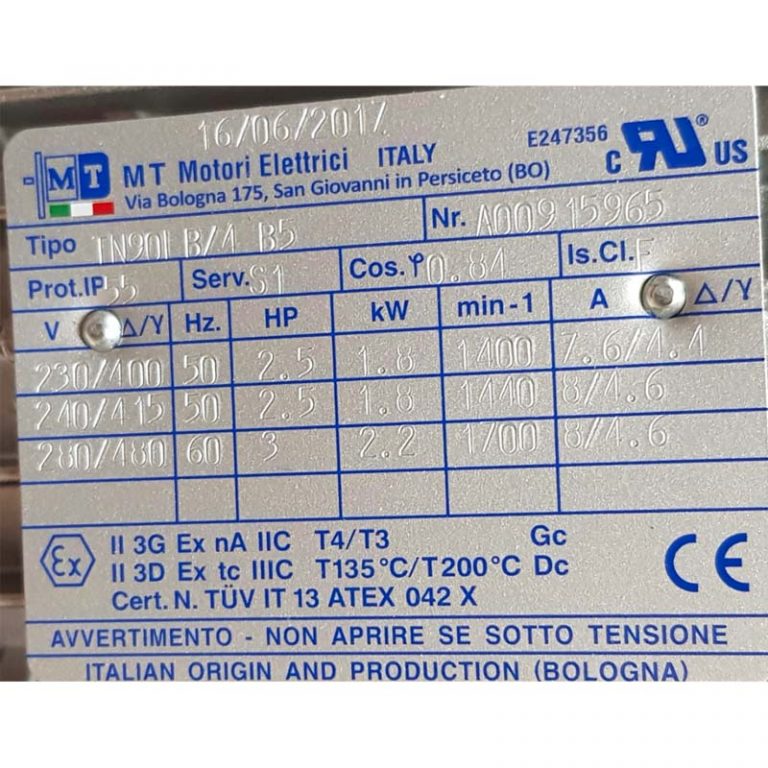 16/06/2017
MT
MT Motori Elettrici ITALY E247356 C RU® US
Via Bologna 175, San Giovanni in Persiceto (BO)
Tipo TN90L B/4 B5 Nr. A00915965
Prot.IP 55 Serv. S1 Cos.φ 0.81 Is.Cl. F
V Δ/Y Hz. HP kW min-1 A Δ/Y
230/400 50 2.5 1.8 1400 7.6/4.4
240/415 50 2.5 1.8 1440 8/4.6
280/480 60 3 2.2 1700 8/4.6
Ex II 3G Ex nA IIC T4/T3 Gc
II 3D Ex tc IIIC T135°C/T200°C Dc CE
Cert. N. TÜV IT 13 ATEX 042 X
AVVERTIMENTO - NON APRIRE SE SOTTO TENSIONE
ITALIAN ORIGIN AND PRODUCTION (BOLOGNA)